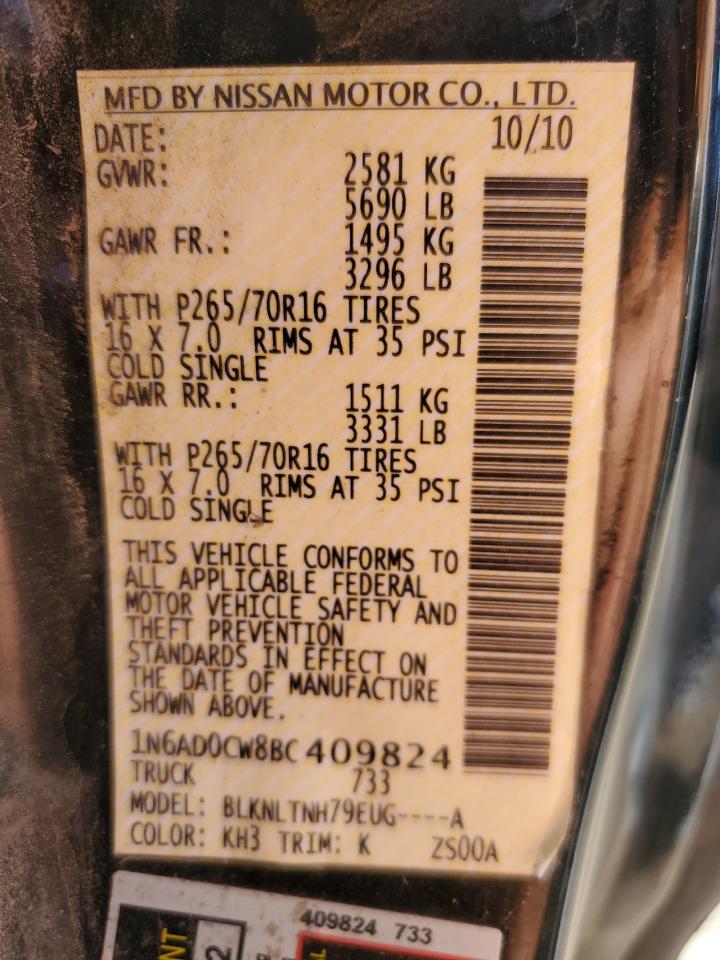 MFD BY NISSAN MOTOR CO., LTD.
DATE: 10/10
GVWR: 2581 KG
5690 LB
GAWR FR.: 1495 KG
3296 LB
WITH P265/70R16 TIRES
16 X 7.0 RIMS AT 35 PSI
COLD SINGLE
GAWR RR.: 1511 KG
3331 LB
WITH P265/70R16 TIRES
16 X 7.0 RIMS AT 35 PSI
COLD SINGLE
THIS VEHICLE CONFORMS TO
ALL APPLICABLE FEDERAL
MOTOR VEHICLE SAFETY AND
THEFT PREVENTION
STANDARDS IN EFFECT ON
THE DATE OF MANUFACTURE
SHOWN ABOVE.
1N6AD0CW8BC409824
TRUCK 733
MODEL: BLKNLTNH79EUG----A
COLOR: KH3 TRIM: K ZS00A
409824 733